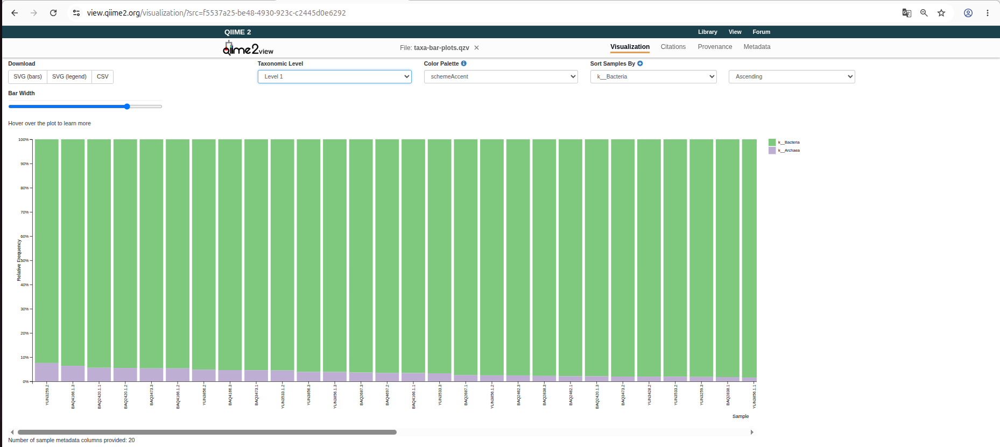 view.qiime2.org/visualization/?src=f5537a25-be48-4930-923c-c2445d0e6292
QIIME 2
Library View Forum
qiime2view
File: taxa-bar-plots.qzv ×
Visualization Citations Provenance Metadata
Download
SVG (bars) SVG (legend) CSV
Taxonomic Level
Level 1
Color Palette
schemeAccent
Sort Samples By
k__Bacteria
Ascending
Bar Width
Hover over the plot to learn more
100%
90%
80%
70%
60%
50%
40%
30%
20%
10%
0%
Relative Frequency
k__Bacteria
k__Archaea
YUN3259.2
BAQ4166.1.3
BAQ2420.1.1
BAQ2420.1.2
BAQ3473.3
BAQ4166.1.2
YUN3856.2
BAQ4166.3
BAQ3473.1
YUN3533.1.2
YUN3856.3
YUN3856.1.3
BAQ2687.3
BAQ4697.2
BAQ4166.1.1
YUN3533.3
BAQ2687.1
YUN3856.1.2
BAQ2462.3
BAQ2838.3
BAQ2462.1
BAQ2420.1.3
BAQ3473.2
YUN3428.2
YUN3533.2
YUN3259.3
BAQ2838.1
YUN3856.1.1
Sample
Number of sample metadata columns provided: 20